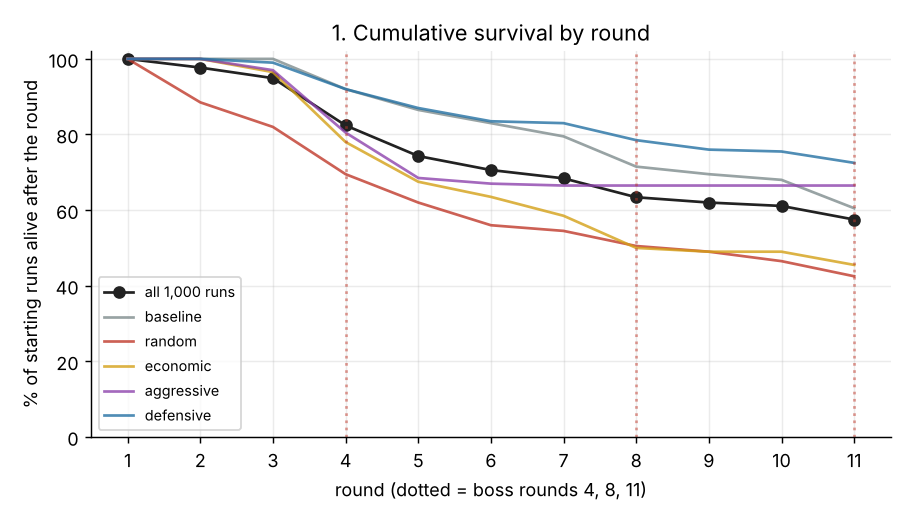 1. Cumulative survival by round
% of starting runs alive after the round
100
80
60
40
20
0
all 1,000 runs
baseline
random
economic
aggressive
defensive
1 2 3 4 5 6 7 8 9 10 11
round (dotted = boss rounds 4, 8, 11)